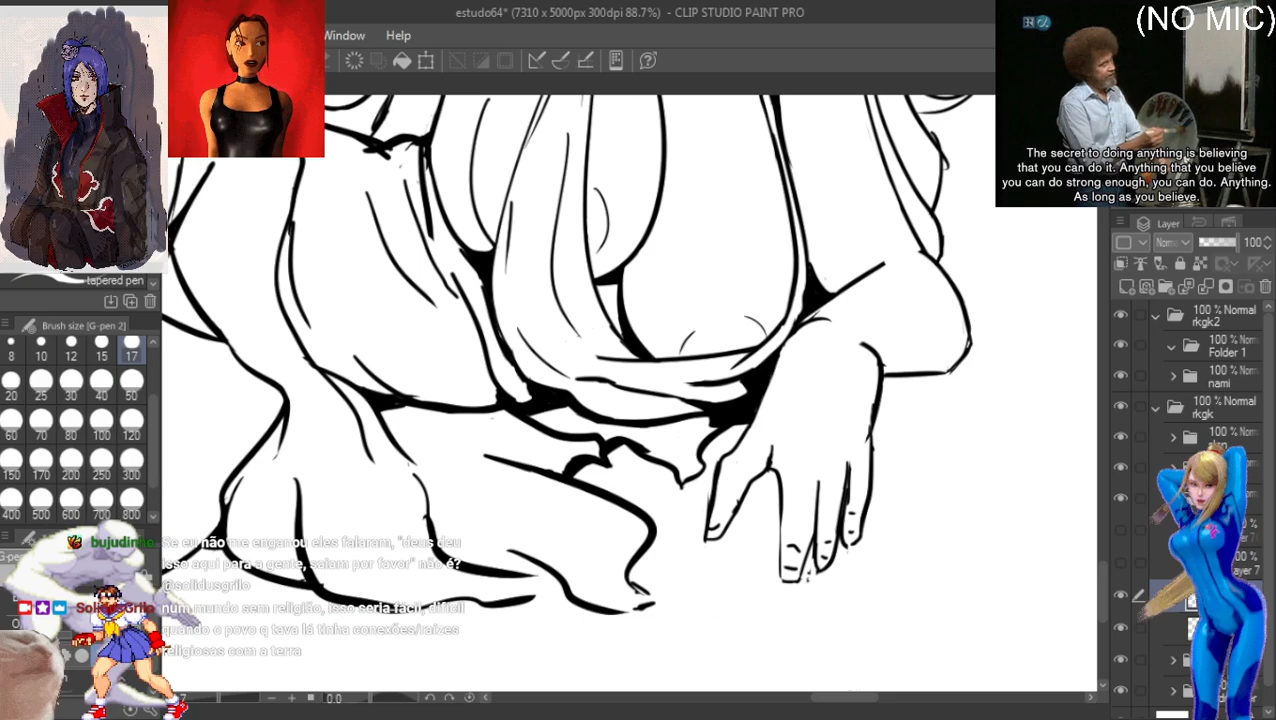 estudo64* (7310 x 5000px 300dpi 88.7%) - CLIP STUDIO PAINT PRO
(NO MIC)
Window Help
The secret to doing anything is believing
that you can do it. Anything that you believe
you can do strong enough, you can do. Anything.
As long as you believe.
Layer
100
tapered pen
Brush size [G-pen 2]
8 10 12 15 17
20 25 30 40 50
60 70 80 100 120
150 170 200 250 300
400 500 600 700 800
100 % Normal
rkgk2
100 % Normal
Folder 1
100 % Norm
nami
100 % Normal
rkgk
100 % Norm
bujudinho Se eu não me enganou eles falaram, "deus deu
isso aqui para a gente, saiam por favor" não é?
@solidusgrilo
SolidusGrilo num mundo sem religião, isso seria facil, dificil
quando o povo q tava lá tinha conexões/raizes
religiosas com a terra
0.0